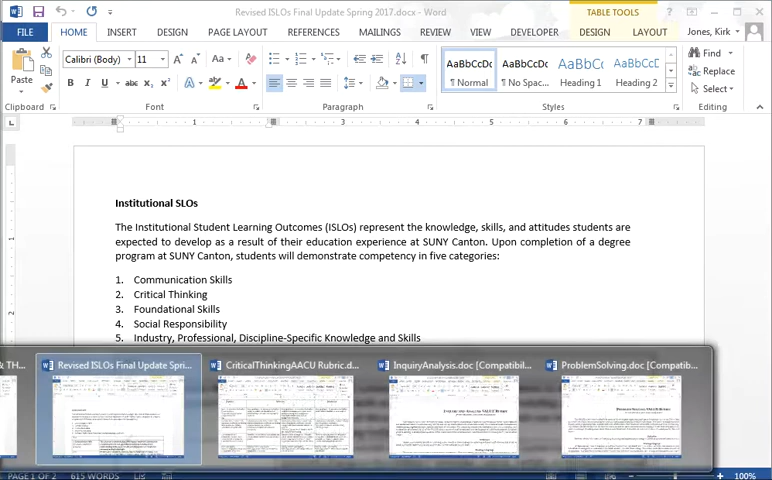 Revised ISLOs Final Update Spring 2017.docx - Word
TABLE TOOLS
FILE
HOME
INSERT
DESIGN
PAGE LAYOUT
REFERENCES
MAILINGS
REVIEW
VIEW
DEVELOPER
DESIGN
LAYOUT
Jones, Kirk
Paste
Calibri (Body)
11
AaBbCcDc
AaBbCcDc
AaBbCc
AaBbCcD
¶ Normal
¶ No Spac...
Heading 1
Heading 2
Find
Replace
Select
Clipboard
Font
Paragraph
Styles
Editing
Institutional SLOs
The Institutional Student Learning Outcomes (ISLOs) represent the knowledge, skills, and attitudes students are
expected to develop as a result of their education experience at SUNY Canton. Upon completion of a degree
program at SUNY Canton, students will demonstrate competency in five categories:
1. Communication Skills
2. Critical Thinking
3. Foundational Skills
4. Social Responsibility
5. Industry, Professional, Discipline-Specific Knowledge and Skills
& TH...
Revised ISLOs Final Update Spri...
CriticalThinkingAACU Rubric.d...
InquiryAnalysis.doc [Compatibil...
ProblemSolving.doc [Compatib...
PAGE 1 OF 2
615 WORDS
100%